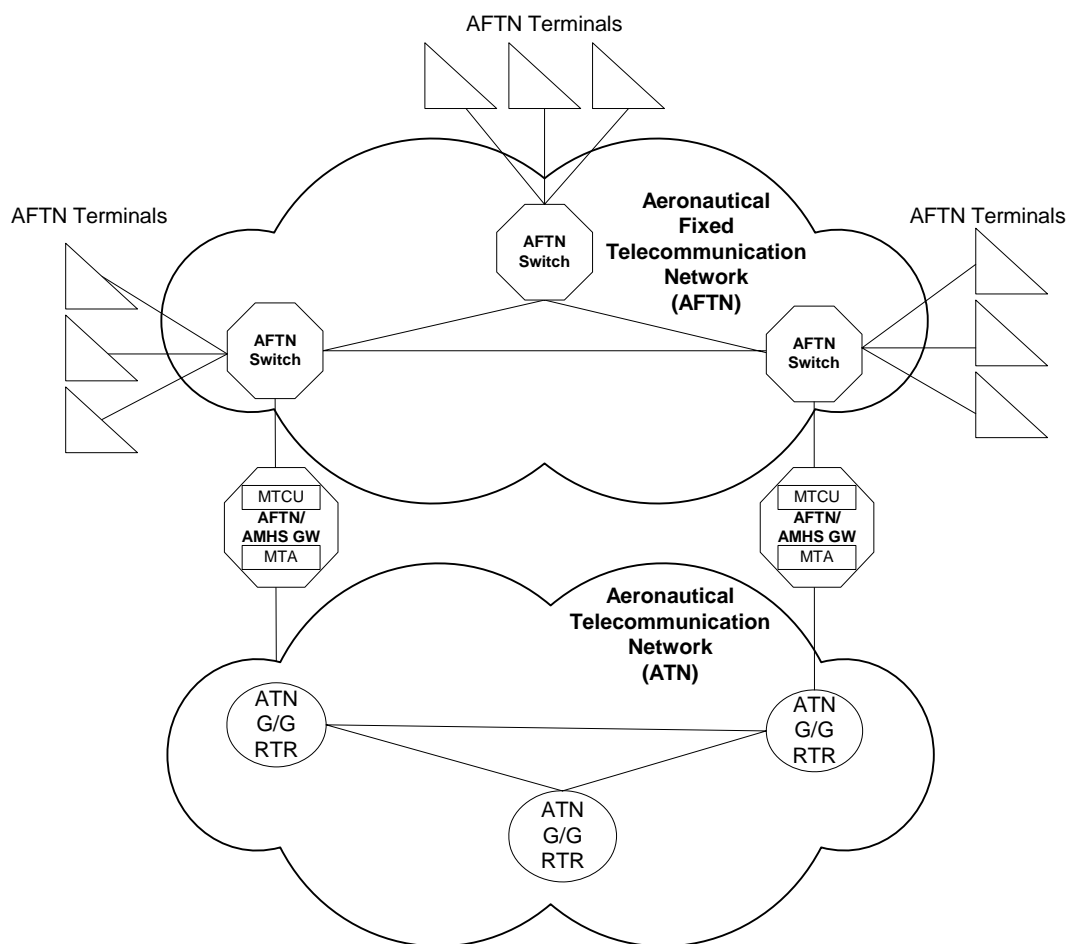 AFTN Terminals
AFTN Terminals
AFTN Terminals
Aeronautical
Fixed
Telecommunication
Network
(AFTN)
AFTN
Switch
AFTN
Switch
AFTN
Switch
MTCU
AFTN/
AMHS GW
MTA
MTCU
AFTN/
AMHS GW
MTA
Aeronautical
Telecommunication
Network
(ATN)
ATN
G/G
RTR
ATN
G/G
RTR
ATN
G/G
RTR